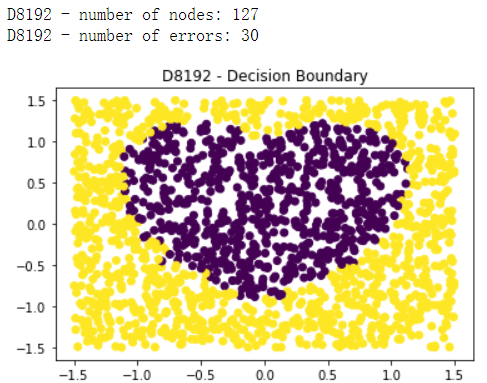 D8192 - number of nodes: 127
D8192 - number of errors: 30
D8192 - Decision Boundary
1.5
1.0
0.5
0.0
−0.5
−1.0
−1.5
−1.5 −1.0 −0.5 0.0 0.5 1.0 1.5